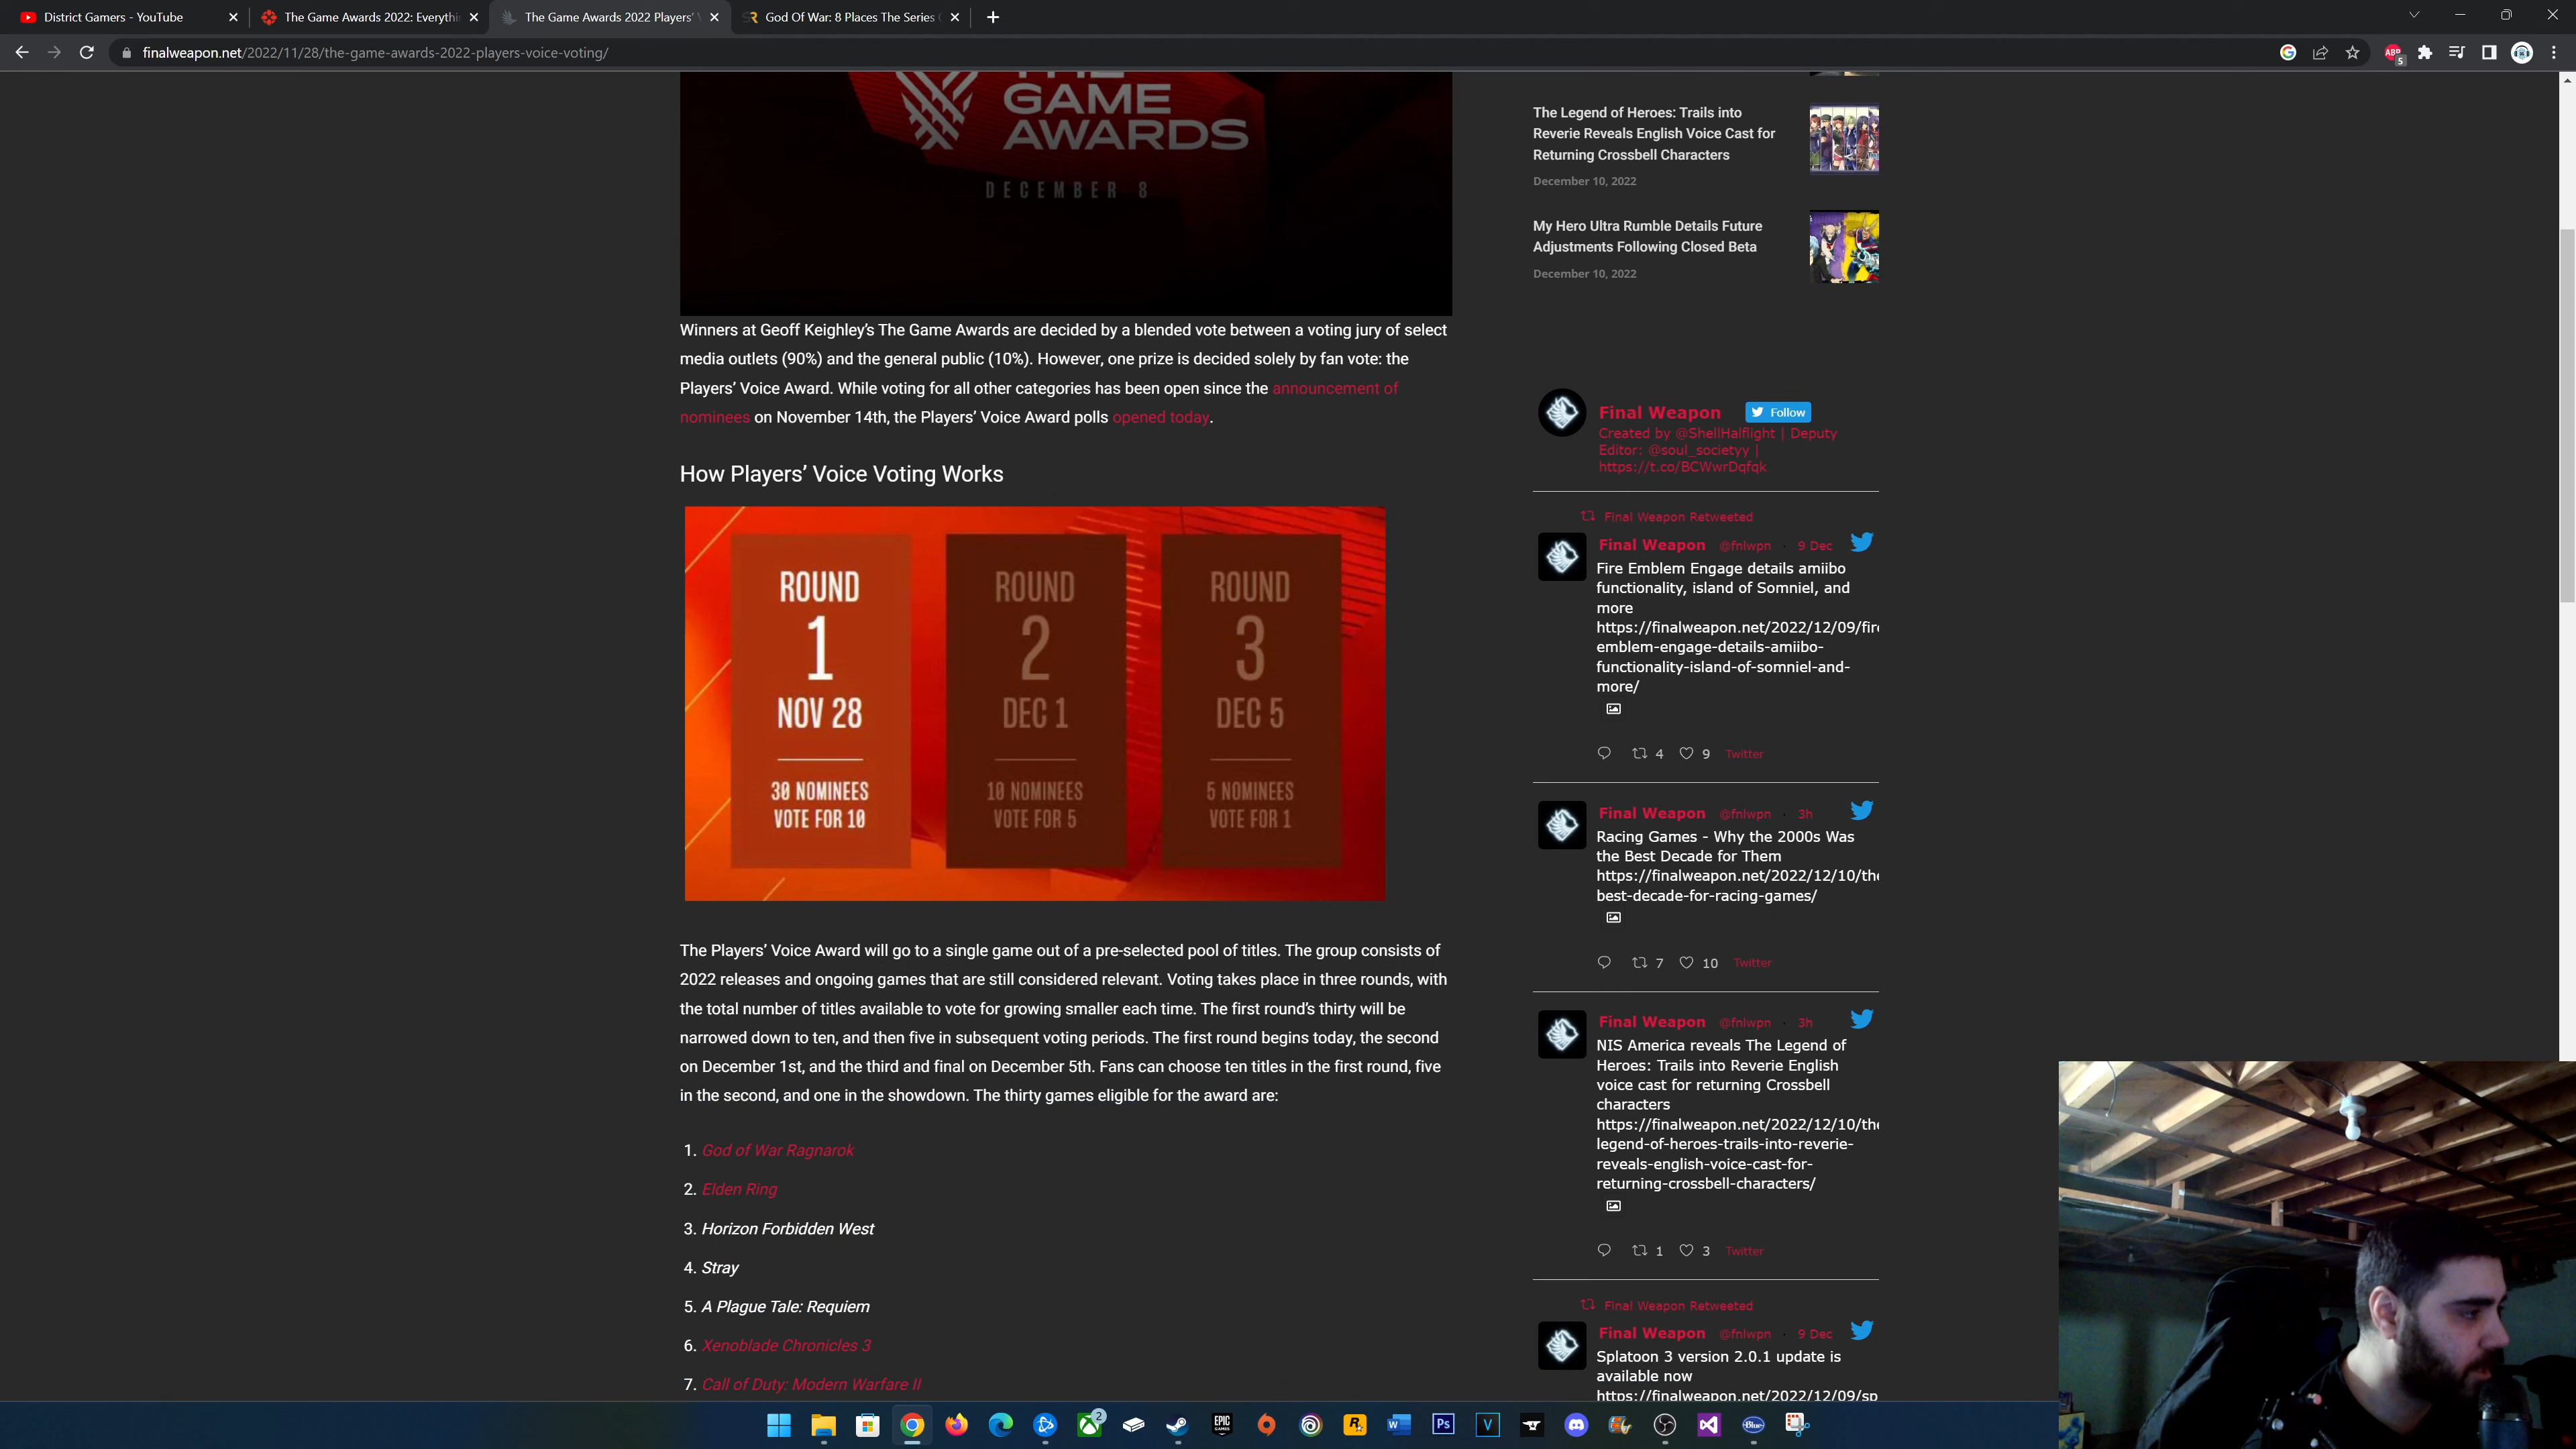 District Gamers - YouTube
The Game Awards 2022: Everythi
The Game Awards 2022 Players'
God Of War: 8 Places The Series
finalweapon.net/2022/11/28/the-game-awards-2022-players-voice-voting/
ABP
5
THE
GAME
AWARDS
DECEMBER 8
Winners at Geoff Keighley's The Game Awards are decided by a blended vote between a voting jury of select
media outlets (90%) and the general public (10%). However, one prize is decided solely by fan vote: the
Players' Voice Award. While voting for all other categories has been open since the announcement of
nominees on November 14th, the Players' Voice Award polls opened today.
How Players' Voice Voting Works
ROUND
1
NOV 28
30 NOMINEES
VOTE FOR 10
ROUND
2
DEC 1
10 NOMINEES
VOTE FOR 5
ROUND
3
DEC 5
5 NOMINEES
VOTE FOR 1
The Players' Voice Award will go to a single game out of a pre-selected pool of titles. The group consists of
2022 releases and ongoing games that are still considered relevant. Voting takes place in three rounds, with
the total number of titles available to vote for growing smaller each time. The first round's thirty will be
narrowed down to ten, and then five in subsequent voting periods. The first round begins today, the second
on December 1st, and the third and final on December 5th. Fans can choose ten titles in the first round, five
in the second, and one in the showdown. The thirty games eligible for the award are:
1. God of War Ragnarok
2. Elden Ring
3. Horizon Forbidden West
4. Stray
5. A Plague Tale: Requiem
6. Xenoblade Chronicles 3
7. Call of Duty: Modern Warfare II
The Legend of Heroes: Trails into
Reverie Reveals English Voice Cast for
Returning Crossbell Characters
December 10, 2022
My Hero Ultra Rumble Details Future
Adjustments Following Closed Beta
December 10, 2022
Final Weapon Follow
Created by @ShellHalflight | Deputy
Editor: @soul_societyy |
https://t.co/BCWwrDqfqk
Final Weapon Retweeted
Final Weapon @fnlwpn · 9 Dec
Fire Emblem Engage details amiibo
functionality, island of Somniel, and
more
https://finalweapon.net/2022/12/09/fire
emblem-engage-details-amiibo-
functionality-island-of-somniel-and-
more/
4 9 Twitter
Final Weapon @fnlwpn · 3h
Racing Games - Why the 2000s Was
the Best Decade for Them
https://finalweapon.net/2022/12/10/the
best-decade-for-racing-games/
7 10 Twitter
Final Weapon @fnlwpn · 3h
NIS America reveals The Legend of
Heroes: Trails into Reverie English
voice cast for returning Crossbell
characters
https://finalweapon.net/2022/12/10/the
legend-of-heroes-trails-into-reverie-
reveals-english-voice-cast-for-
returning-crossbell-characters/
1 3 Twitter
Final Weapon Retweeted
Final Weapon @fnlwpn · 9 Dec
Splatoon 3 version 2.0.1 update is
available now
https://finalweapon.net/2022/12/09/sp
2
EPIC
GAMES
R
W
Ps
V
Blue